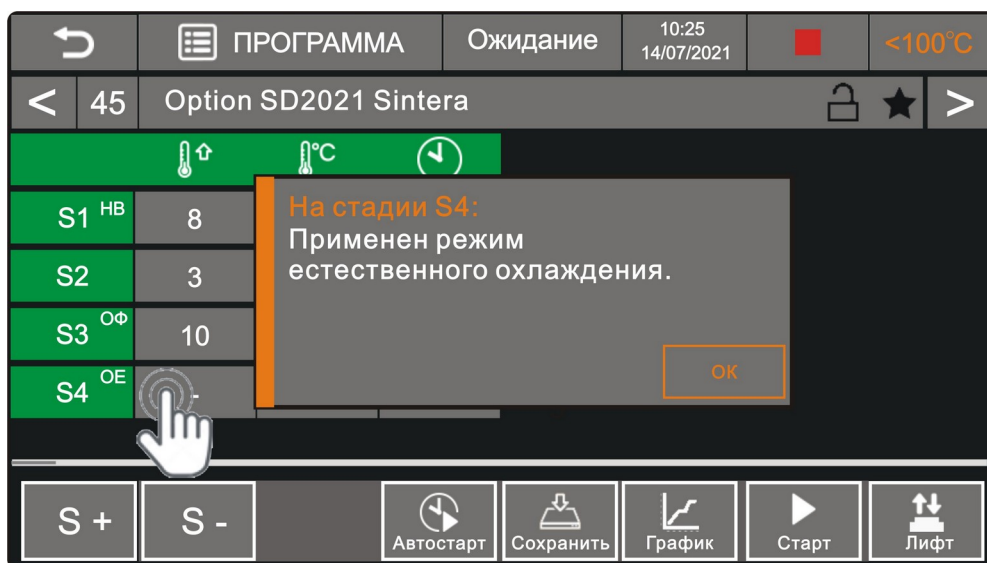 ПРОГРАММА Ожидание 10:25 14/07/2021 <100°C
< 45 Option SD2021 Sintera >
°C
S1 НВ 8
На стадии S4:
Применен режим
S2 3
естественного охлаждения.
S3 ОФ 10
ОК
S4 ОЕ -
S + S - Автостарт Сохранить График Старт Лифт